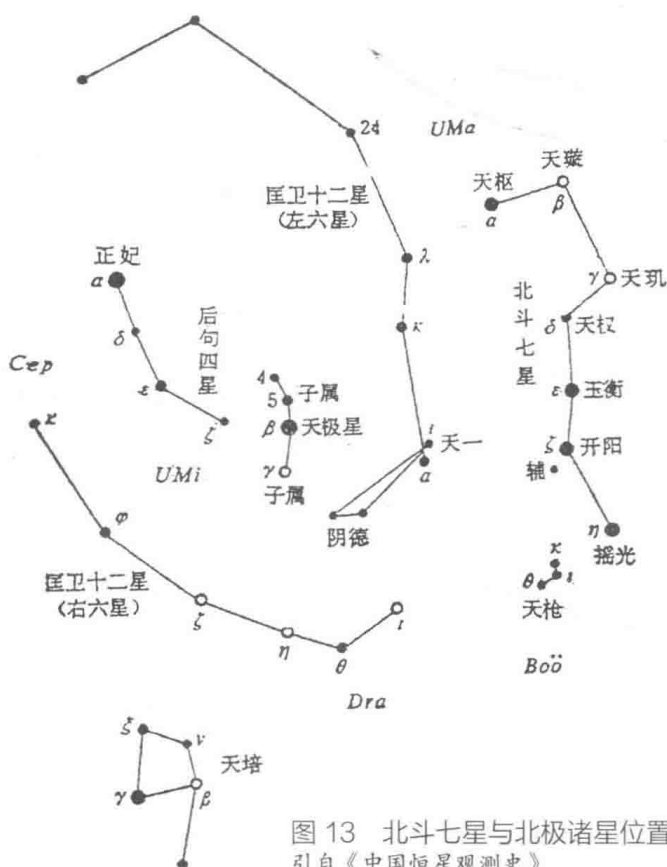 24
UMa
天璇
天枢
β
α
匡卫十二星
(左六星)
λ
正妃
α
γ 天玑
北斗七星
δ 天权
后句四星
δ
κ
Cep
ε
4
5 子属
ε 玉衡
β 天极星
ζ
κ
ζ 开阳
ι 天一
α
UMi
γ
子属
辅
φ
阴德
η
摇光
匡卫十二星
(右六星)
κ
θ ι
天枪
ζ
η
θ
ι
Boö
Dra
ξ
ν
天培
γ
β
图 13 北斗七星与北极诸星位置
引自《中国恒星观测史》